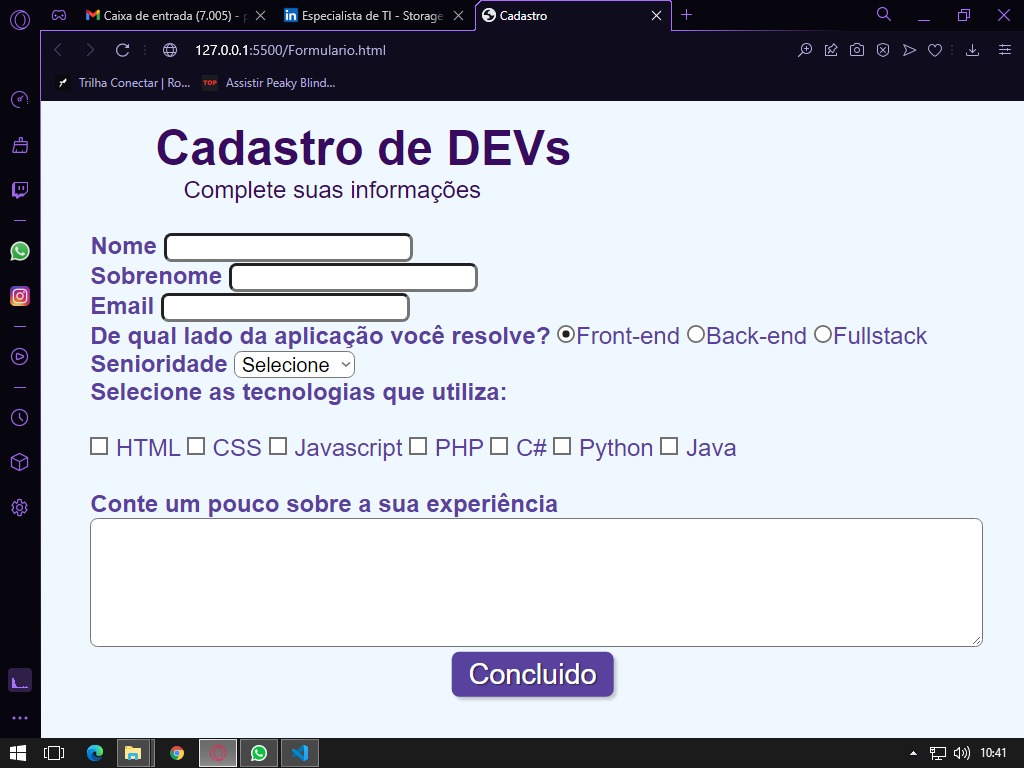 Caixa de entrada (7.005) - p
Especialista de TI - Storage
Cadastro
127.0.0.1:5500/Formulario.html
Trilha Conectar | Ro...
TOP
Assistir Peaky Blind...
Cadastro de DEVs
Complete suas informações
Nome
Sobrenome
Email
De qual lado da aplicação você resolve? Front-end Back-end Fullstack
Senioridade Selecione
Selecione as tecnologias que utiliza:
HTML CSS Javascript PHP C# Python Java
Conte um pouco sobre a sua experiência
Concluido
10:41